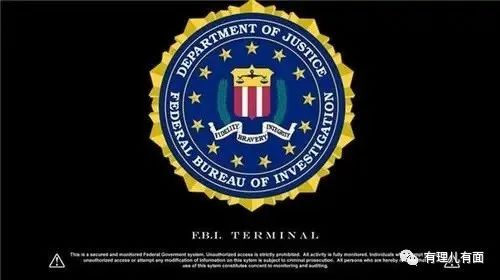 DEPARTMENT OF JUSTICE
FIDELITY BRAVERY INTEGRITY
FEDERAL BUREAU OF INVESTIGATION
F.B.I. TERMINAL
This is a secured and monitored Federal Government system. Unauthorized access is strictly prohibited. All activity is fully monitored. Individuals
unauthorized access or attempt any modification of information on this system is subject to criminal prosecution. All persons who are hereby
use of this system constitutes consent to monitoring and auditing.
有理儿有面